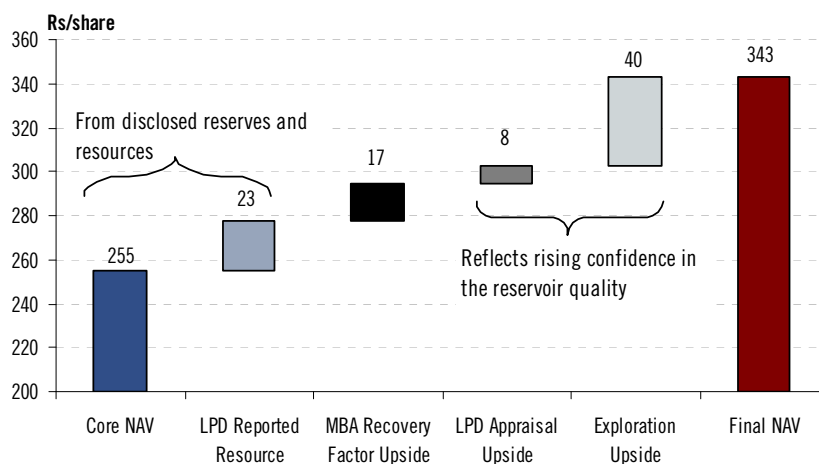 Rs/share
360
340
320
300
280
260
240
220
200
From disclosed reserves and
resources
255
23
17
8
40
343
Reflects rising confidence in
the reservoir quality
Core NAV
LPD Reported
Resource
MBA Recovery
Factor Upside
LPD Appraisal
Upside
Exploration
Upside
Final NAV